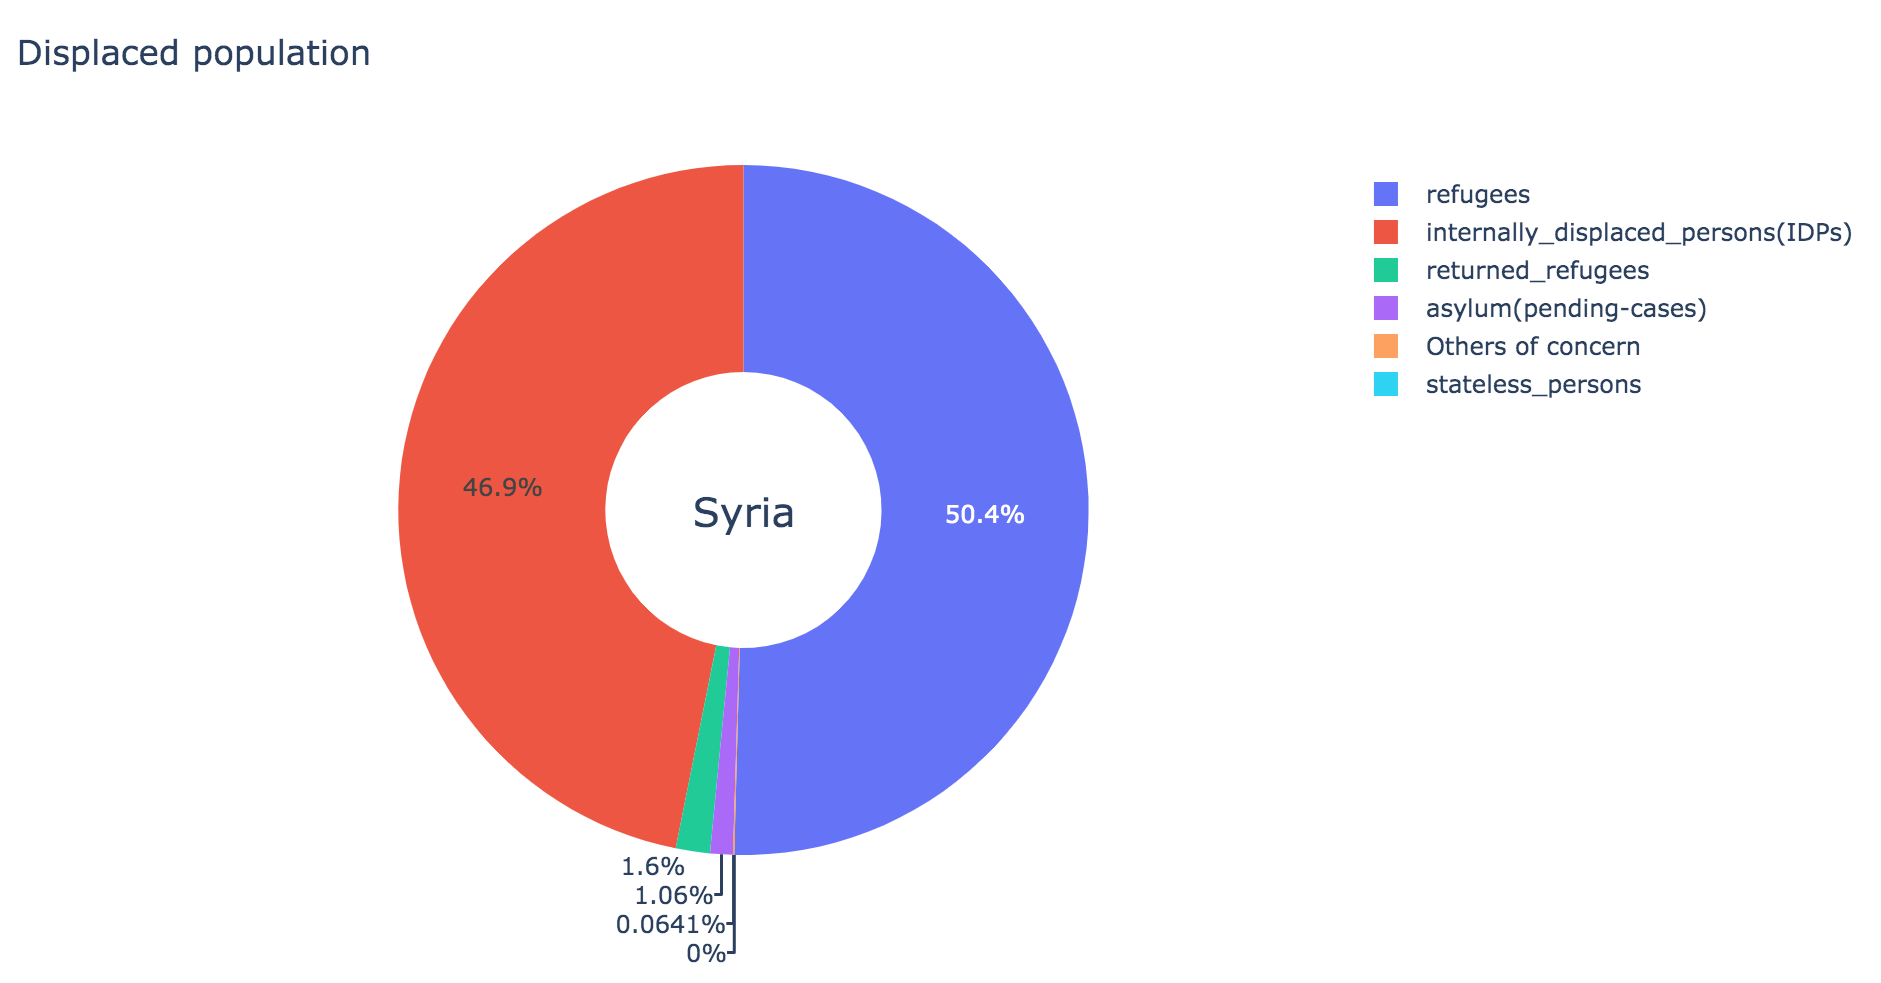 Displaced population
refugees
internally_displaced_persons(IDPs)
returned_refugees
asylum(pending-cases)
Others of concern
stateless_persons
46.9%
Syria
50.4%
1.6%
1.06%
0.0641%
0%